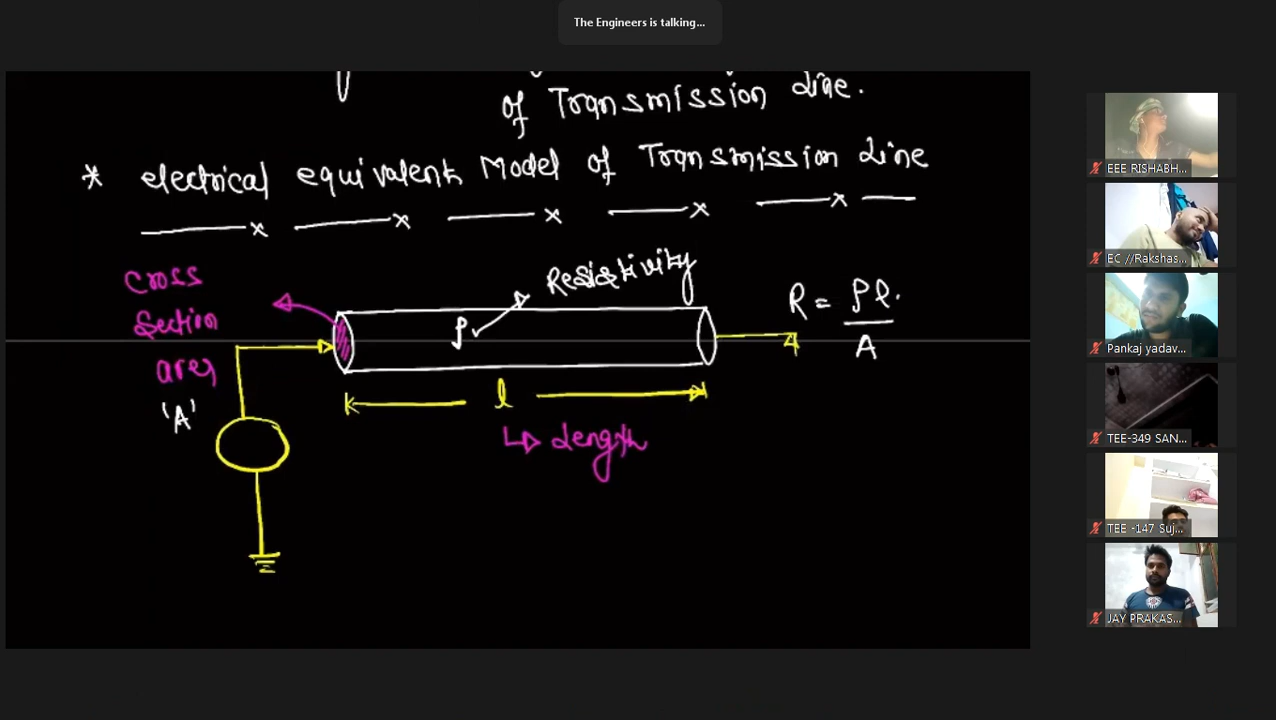 The Engineers is talking...
of Transmission Line.
* electrical equivalent Model of Transmission Line
Cross
Section
area
'A'
ρ
Resistivity
R = ρl
A
l
Length
EEE RISHABH...
EC //Rakshas...
Pankaj yadav...
TEE-349 SAN...
TEE -147 Suj...
JAY PRAKAS...